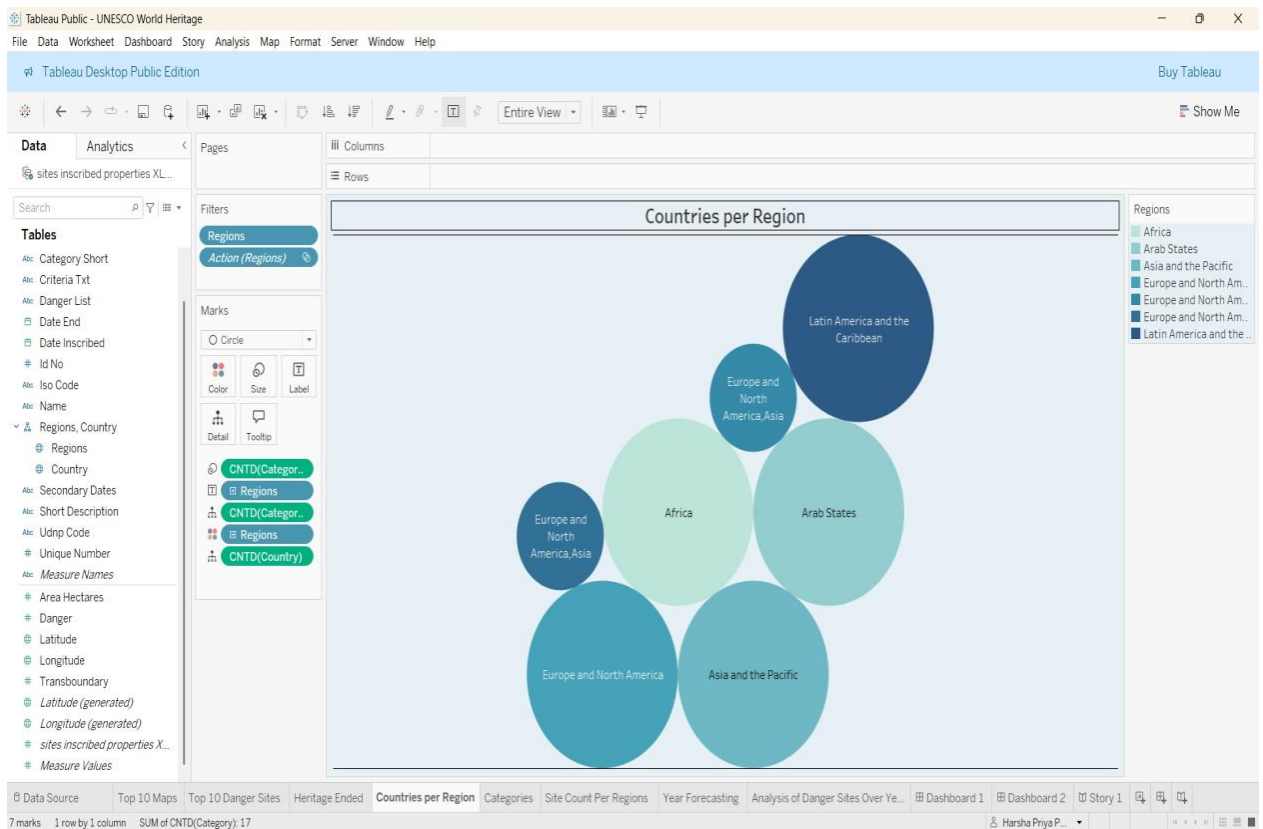 Tableau Public - UNESCO World Heritage
File Data Worksheet Dashboard Story Analysis Map Format Server Window Help
Tableau Desktop Public Edition
Buy Tableau
Entire View
Show Me
Data
Analytics
sites inscribed properties XL...
Search
Tables
Abc Category Short
Abc Criteria Txt
Abc Danger List
Date End
Date Inscribed
# Id No
Abc Iso Code
Abc Name
Regions, Country
Regions
Country
Abc Secondary Dates
Abc Short Description
Abc Udnp Code
# Unique Number
Abc Measure Names
# Area Hectares
# Danger
Latitude
Longitude
# Transboundary
Latitude (generated)
Longitude (generated)
# sites inscribed properties X...
# Measure Values
Pages
Filters
Regions
Action (Regions)
Marks
Circle
Color
Size
T
Label
Detail
Tooltip
CNTD(Categor..
T
Regions
CNTD(Categor..
Regions
CNTD(Country)
iii Columns
Rows
Countries per Region
Latin America and the
Caribbean
Europe and
North
America,Asia
Africa
Arab States
Europe and
North
America,Asia
Europe and North America
Asia and the Pacific
Regions
Africa
Arab States
Asia and the Pacific
Europe and North Am..
Europe and North Am..
Europe and North Am..
Latin America and the ..
Data Source Top 10 Maps Top 10 Danger Sites Heritage Ended Countries per Region Categories Site Count Per Regions Year Forecasting Analysis of Danger Sites Over Ye... Dashboard 1 Dashboard 2 Story 1
7 marks 1 row by 1 column SUM of CNTD(Category): 17
Harsha Priya P...